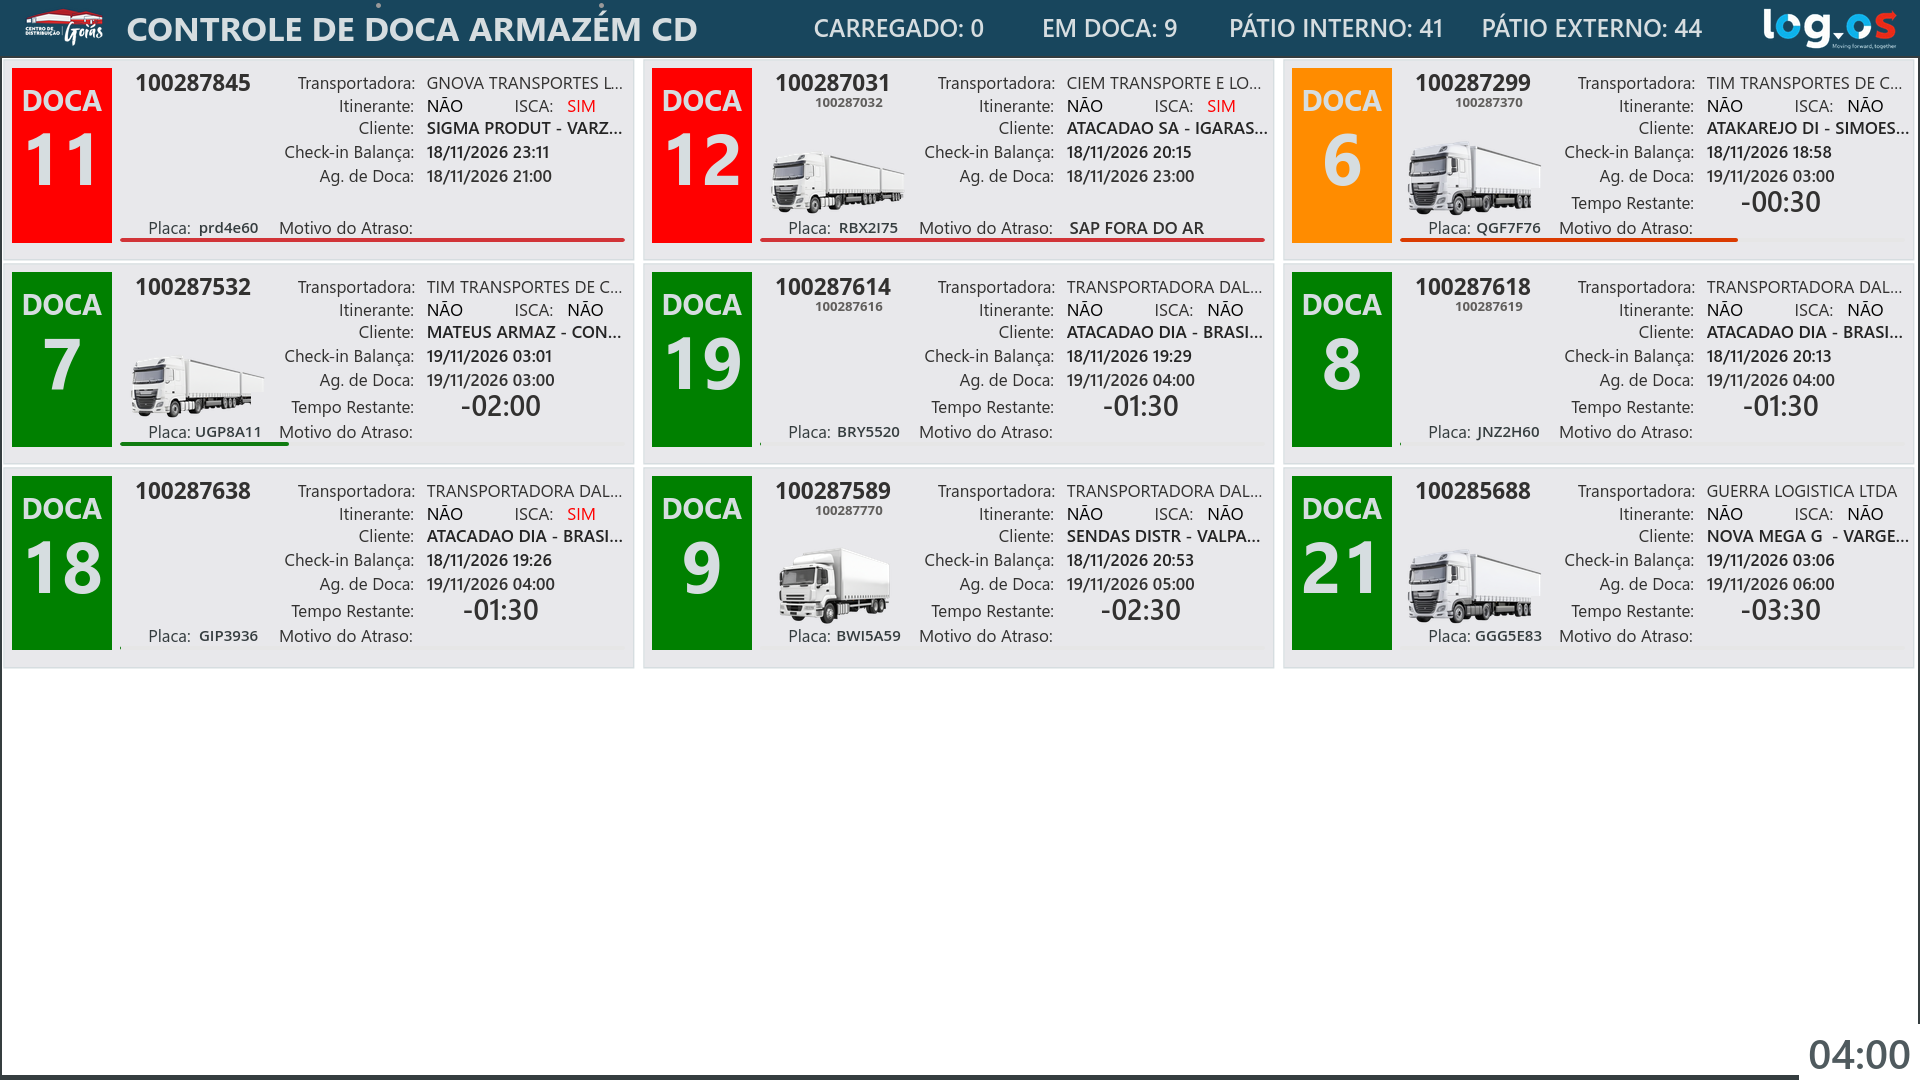 CENTRO DE DISTRIBUIÇÃO Goiás
CONTROLE DE DOCA ARMAZÉM CD
CARREGADO: 0
EM DOCA: 9
PÁTIO INTERNO: 41
PÁTIO EXTERNO: 44
log.os
Moving forward, together
DOCA 11
100287845
Transportadora: GNOVA TRANSPORTES L...
Itinerante: NÃO ISCA: SIM
Cliente: SIGMA PRODUT - VARZ...
Check-in Balança: 18/11/2026 23:11
Ag. de Doca: 18/11/2026 21:00
Placa: prd4e60 Motivo do Atraso:
DOCA 12
100287031
100287032
Transportadora: CIEM TRANSPORTE E LO...
Itinerante: NÃO ISCA: SIM
Cliente: ATACADAO SA - IGARAS...
Check-in Balança: 18/11/2026 20:15
Ag. de Doca: 18/11/2026 23:00
Placa: RBX2I75 Motivo do Atraso: SAP FORA DO AR
DOCA 6
100287299
100287370
Transportadora: TIM TRANSPORTES DE C...
Itinerante: NÃO ISCA: NÃO
Cliente: ATAKAREJO DI - SIMOES...
Check-in Balança: 18/11/2026 18:58
Ag. de Doca: 19/11/2026 03:00
Tempo Restante: -00:30
Placa: QGF7F76 Motivo do Atraso:
DOCA 7
100287532
Transportadora: TIM TRANSPORTES DE C...
Itinerante: NÃO ISCA: NÃO
Cliente: MATEUS ARMAZ - CON...
Check-in Balança: 19/11/2026 03:01
Ag. de Doca: 19/11/2026 03:00
Tempo Restante: -02:00
Placa: UGP8A11 Motivo do Atraso:
DOCA 19
100287614
100287616
Transportadora: TRANSPORTADORA DAL...
Itinerante: NÃO ISCA: NÃO
Cliente: ATACADAO DIA - BRASI...
Check-in Balança: 18/11/2026 19:29
Ag. de Doca: 19/11/2026 04:00
Tempo Restante: -01:30
Placa: BRY5520 Motivo do Atraso:
DOCA 8
100287618
100287619
Transportadora: TRANSPORTADORA DAL...
Itinerante: NÃO ISCA: NÃO
Cliente: ATACADAO DIA - BRASI...
Check-in Balança: 18/11/2026 20:13
Ag. de Doca: 19/11/2026 04:00
Tempo Restante: -01:30
Placa: JNZ2H60 Motivo do Atraso:
DOCA 18
100287638
Transportadora: TRANSPORTADORA DAL...
Itinerante: NÃO ISCA: SIM
Cliente: ATACADAO DIA - BRASI...
Check-in Balança: 18/11/2026 19:26
Ag. de Doca: 19/11/2026 04:00
Tempo Restante: -01:30
Placa: GIP3936 Motivo do Atraso:
DOCA 9
100287589
100287770
Transportadora: TRANSPORTADORA DAL...
Itinerante: NÃO ISCA: NÃO
Cliente: SENDAS DISTR - VALPA...
Check-in Balança: 18/11/2026 20:53
Ag. de Doca: 19/11/2026 05:00
Tempo Restante: -02:30
Placa: BWI5A59 Motivo do Atraso:
DOCA 21
100285688
Transportadora: GUERRA LOGISTICA LTDA
Itinerante: NÃO ISCA: NÃO
Cliente: NOVA MEGA G - VARGE...
Check-in Balança: 19/11/2026 03:06
Ag. de Doca: 19/11/2026 06:00
Tempo Restante: -03:30
Placa: GGG5E83 Motivo do Atraso:
04:00